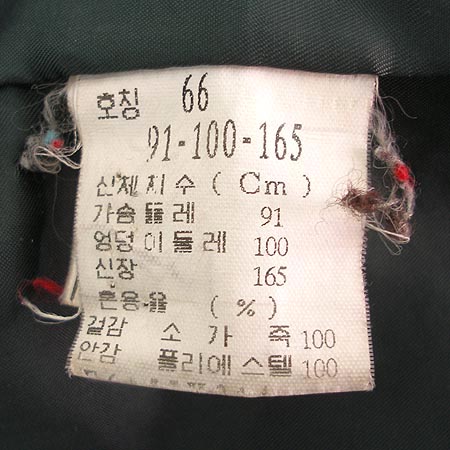 호칭 66
91-100-165
신체치수 ( Cm )
가슴둘레 91
엉덩이둘레 100
신장 165
혼용율 ( % )
겉감 소가죽 100
안감 폴리에스텔 100